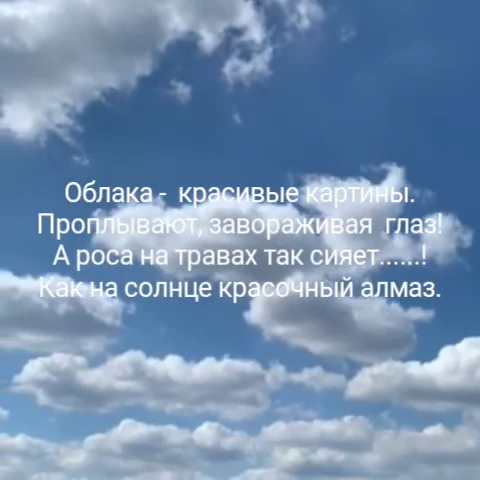 Облака -  красивые картины.
Проплывают, завораживая  глаз!
А роса на травах так сияет......!
Как на солнце красочный алмаз.